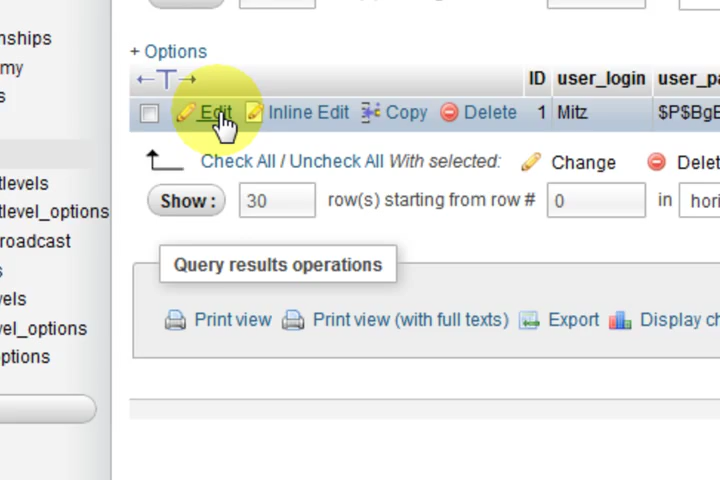 nships
+ Options
my
s
ID user_login user_pa
Edit Inline Edit Copy Delete 1 Mitz $P$BgE
Check All / Uncheck All With selected: Change Delet
tlevels
Show : 30 row(s) starting from row # 0 in hori
tlevel_options
roadcast
s
Query results operations
vels
Print view Print view (with full texts) Export Display ch
vel_options
ptions